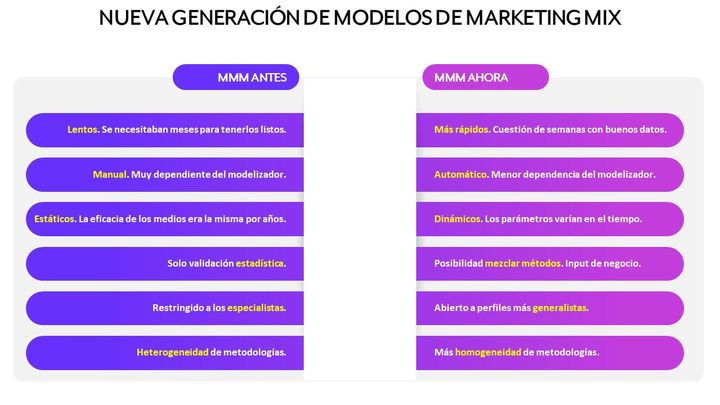 NUEVA GENERACIÓN DE MODELOS DE MARKETING MIX
MMM ANTES
MMM AHORA
Lentos. Se necesitaban meses para tenerlos listos.
Más rápidos. Cuestión de semanas con buenos datos.
Manual. Muy dependiente del modelizador.
Automático. Menor dependencia del modelizador.
Estáticos. La eficacia de los medios era la misma por años.
Dinámicos. Los parámetros varían en el tiempo.
Solo validación estadística.
Posibilidad mezclar métodos. Input de negocio.
Restringido a los especialistas.
Abierto a perfiles más generalistas.
Heterogeneidad de metodologías.
Más homogeneidad de metodologías.